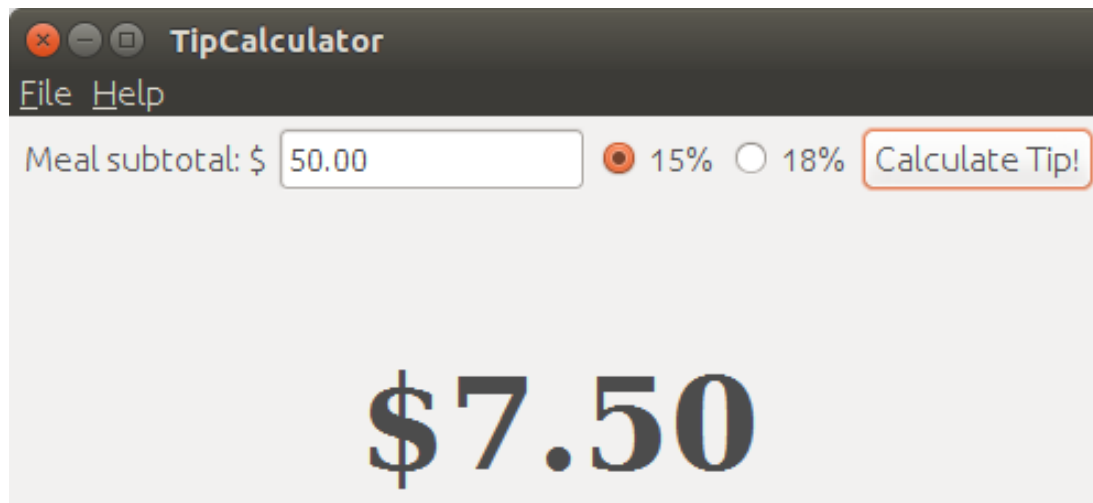 TipCalculator
File Help
Meal subtotal: $ 50.00 15% 18% Calculate Tip!
$7.50